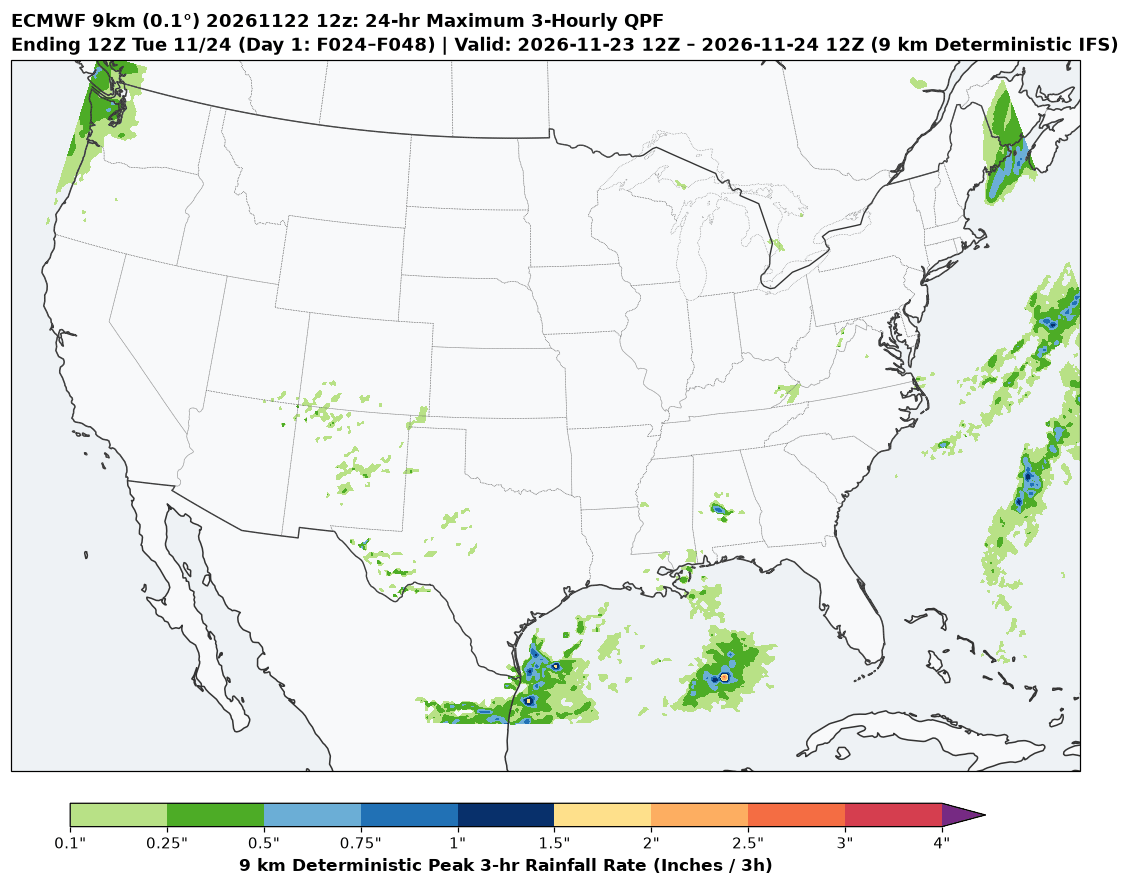 ECMWF 9km (0.1°) 20261122 12z: 24-hr Maximum 3-Hourly QPF
Ending 12Z Tue 11/24 (Day 1: F024–F048) | Valid: 2026-11-23 12Z – 2026-11-24 12Z (9 km Deterministic IFS)
0.1" 0.25" 0.5" 0.75" 1" 1.5" 2" 2.5" 3" 4"
9 km Deterministic Peak 3-hr Rainfall Rate (Inches / 3h)